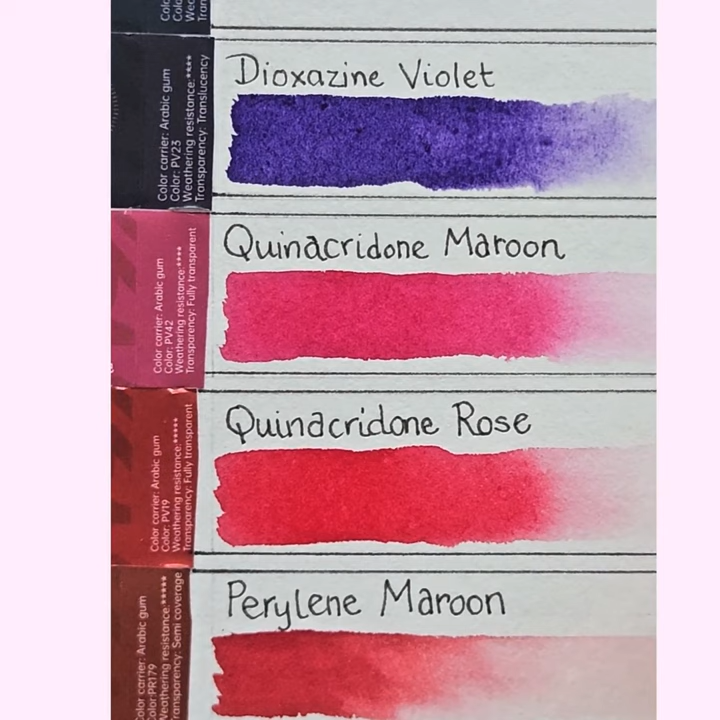 Dioxazine Violet
Color carrier: Arabic gum
Color: PV23
Weathering resistance:****
Transparency: Translucency
Quinacridone Maroon
Color carrier: Arabic gum
Color: PV42
Weathering resistance:****
Transparency: Fully transparent
Quinacridone Rose
Color carrier: Arabic gum
Color: PV19
Weathering resistance:*****
Transparency: Fully transparent
Perylene Maroon
Color carrier: Arabic gum
Color:PR179
Weathering resistance:*****
Transparency: Semi coverage